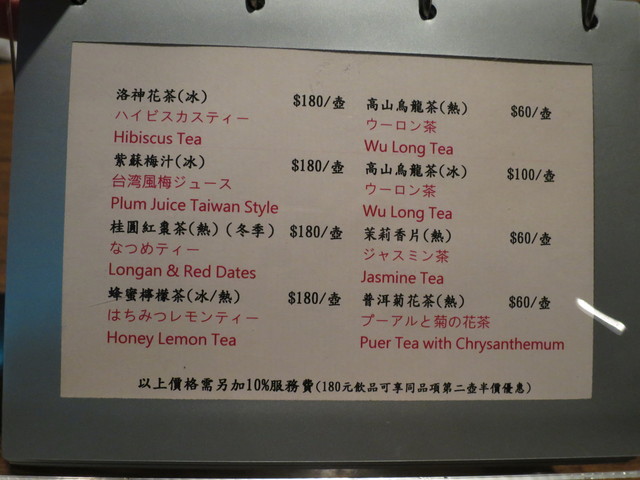 洛神花茶(冰) $180/壺
ハイビスカスティー
Hibiscus Tea
紫蘇梅汁(冰) $180/壺
台湾風梅ジュース
Plum Juice Taiwan Style
桂圓紅棗茶(熱)(冬季) $180/壺
なつめティー
Longan & Red Dates
蜂蜜檸檬茶(冰/熱) $180/壺
はちみつレモンティー
Honey Lemon Tea
高山烏龍茶(熱) $60/壺
ウーロン茶
Wu Long Tea
高山烏龍茶(冰) $100/壺
ウーロン茶
Wu Long Tea
茉莉香片(熱) $60/壺
ジャスミン茶
Jasmine Tea
普洱菊花茶(熱) $60/壺
プーアルと菊の花茶
Puer Tea with Chrysanthemum
以上價格需另加10%服務費(180元飲品可享同品項第二壺半價優惠)